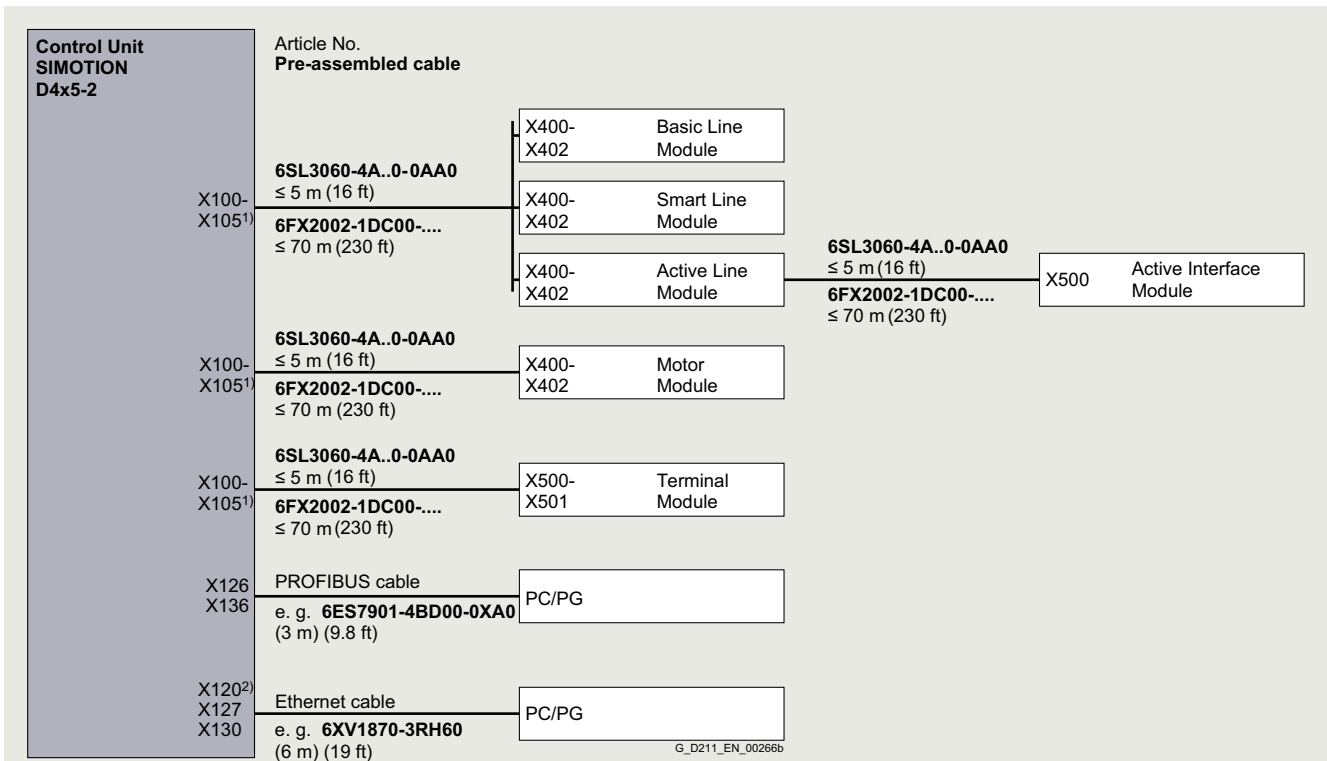 Control Unit
SIMOTION
D4x5-2
Article No.
Pre-assembled cable
X100-
X105¹⁾
6SL3060-4A..0-0AA0
≤ 5 m (16 ft)
6FX2002-1DC00-....
≤ 70 m (230 ft)
X400- Basic Line
X402 Module
X400- Smart Line
X402 Module
X400- Active Line
X402 Module
6SL3060-4A..0-0AA0
≤ 5 m (16 ft)
6FX2002-1DC00-....
≤ 70 m (230 ft)
X500 Active Interface
Module
X100-
X105¹⁾
6SL3060-4A..0-0AA0
≤ 5 m (16 ft)
6FX2002-1DC00-....
≤ 70 m (230 ft)
X400- Motor
X402 Module
X100-
X105¹⁾
6SL3060-4A..0-0AA0
≤ 5 m (16 ft)
6FX2002-1DC00-....
≤ 70 m (230 ft)
X500- Terminal
X501 Module
X126
X136
PROFIBUS cable
e. g. 6ES7901-4BD00-0XA0
(3 m) (9.8 ft)
PC/PG
X120²⁾
X127
X130
Ethernet cable
e. g. 6XV1870-3RH60
(6 m) (19 ft)
PC/PG
G_D211_EN_00266b